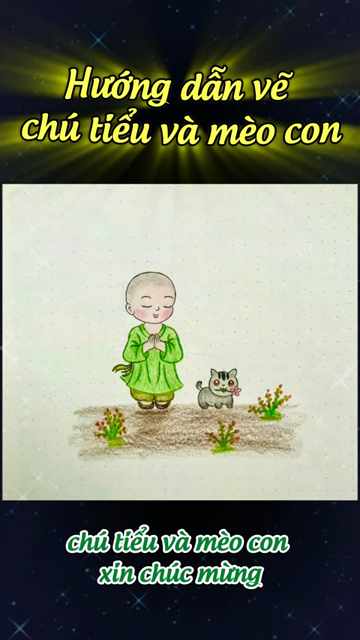 Hướng dẫn vẽ
chú tiểu và mèo con
chú tiểu và mèo con
xin chúc mừng